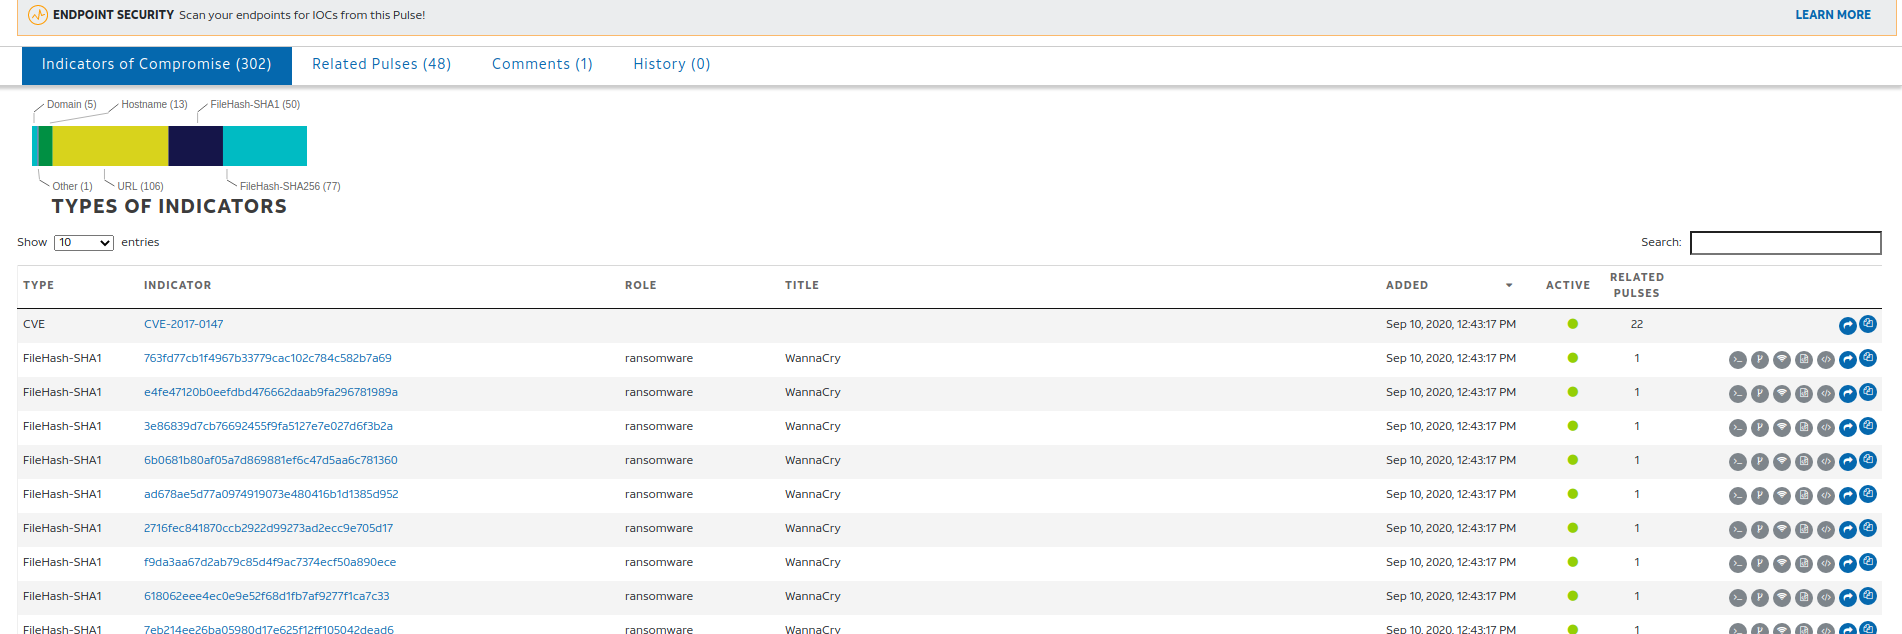 ENDPOINT SECURITY Scan your endpoints for IOCs from this Pulse! LEARN MORE
Indicators of Compromise (302) Related Pulses (48) Comments (1) History (0)
Domain (5) Hostname (13) FileHash-SHA1 (50)
Other (1) URL (106) FileHash-SHA256 (77)
TYPES OF INDICATORS
Show 10 entries Search:
TYPE INDICATOR ROLE TITLE ADDED ACTIVE RELATED PULSES
CVE CVE-2017-0147 Sep 10, 2020, 12:43:17 PM 22
FileHash-SHA1 763fd77cb1f4967b33779cac102c784c582b7a69 ransomware WannaCry Sep 10, 2020, 12:43:17 PM 1
FileHash-SHA1 e4fe47120b0eefdbd476662daab9fa296781989a ransomware WannaCry Sep 10, 2020, 12:43:17 PM 1
FileHash-SHA1 3e86839d7cb76692455f9fa5127e7e027d6f3b2a ransomware WannaCry Sep 10, 2020, 12:43:17 PM 1
FileHash-SHA1 6b0681b80af05a7d869881ef6c47d5aa6c781360 ransomware WannaCry Sep 10, 2020, 12:43:17 PM 1
FileHash-SHA1 ad678ae5d77a0974919073e480416b1d1385d952 ransomware WannaCry Sep 10, 2020, 12:43:17 PM 1
FileHash-SHA1 2716fec841870ccb2922d99273ad2ecc9e705d17 ransomware WannaCry Sep 10, 2020, 12:43:17 PM 1
FileHash-SHA1 f9da3aa67d2ab79c85d4f9ac7374ecf50a890ece ransomware WannaCry Sep 10, 2020, 12:43:17 PM 1
FileHash-SHA1 618062eee4ec0e9e52f68d1fb7af9277f1ca7c33 ransomware WannaCry Sep 10, 2020, 12:43:17 PM 1
FileHash-SHA1 7eb214ee26ba05980d17e625f12ff105042dead6 ransomware WannaCry Sep 10, 2020, 12:43:17 PM 1